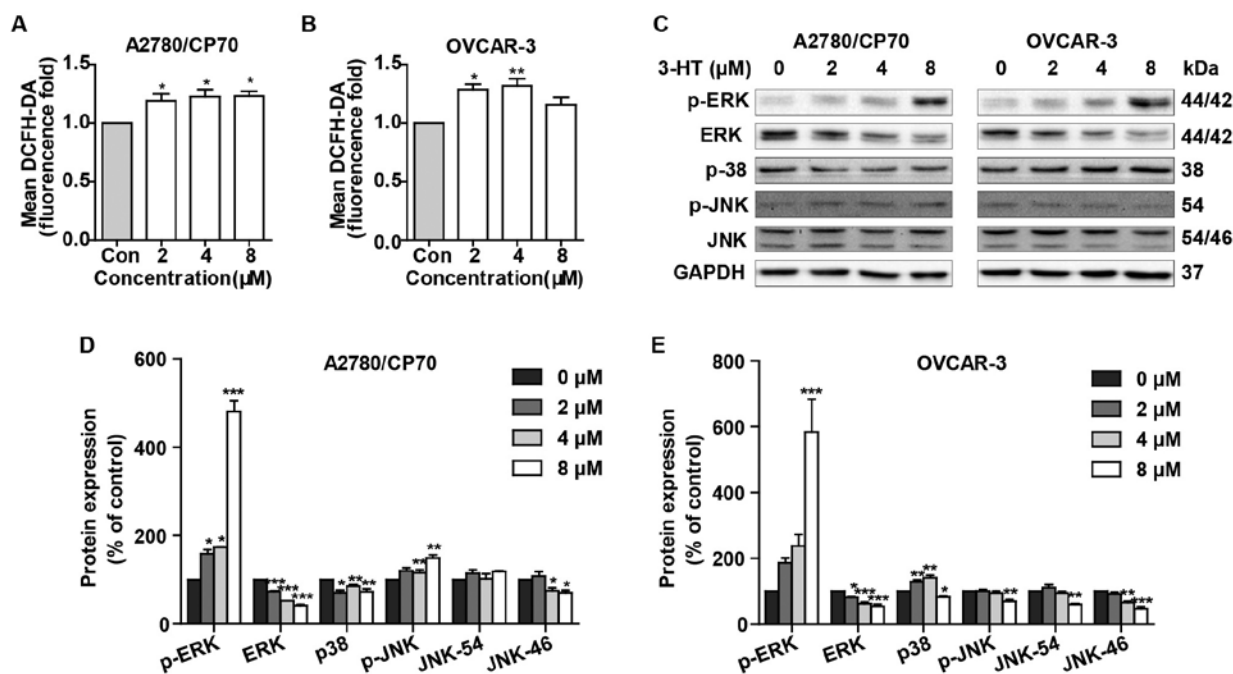 A
A2780/CP70
Mean DCFH-DA
(fluorencence fold)
1.5
1.0
0.5
0.0
* * *
Con 2 4 8
Concentration(µM)
B
OVCAR-3
Mean DCFH-DA
(fluorencence fold)
1.5
1.0
1.5
0.0
* **
Con 2 4 8
Concentration(µM)
C
A2780/CP70 OVCAR-3
3-HT (µM) 0 2 4 8 0 2 4 8 kDa
p-ERK 44/42
ERK 44/42
p-38 38
p-JNK 54
JNK 54/46
GAPDH 37
D
A2780/CP70
Protein expression
(% of control)
600
400
200
100
0
0 µM
2 µM
4 µM
8 µM
* * *** *** *** *** * ** ** ** ** * *
p-ERK ERK p38 p-JNK JNK-54 JNK-46
E
OVCAR-3
Protein expression
(% of control)
800
600
400
200
100
0
0 µM
2 µM
4 µM
8 µM
*** * *** *** ** ** * ** ** ** ***
p-ERK ERK p38 p-JNK JNK-54 JNK-46